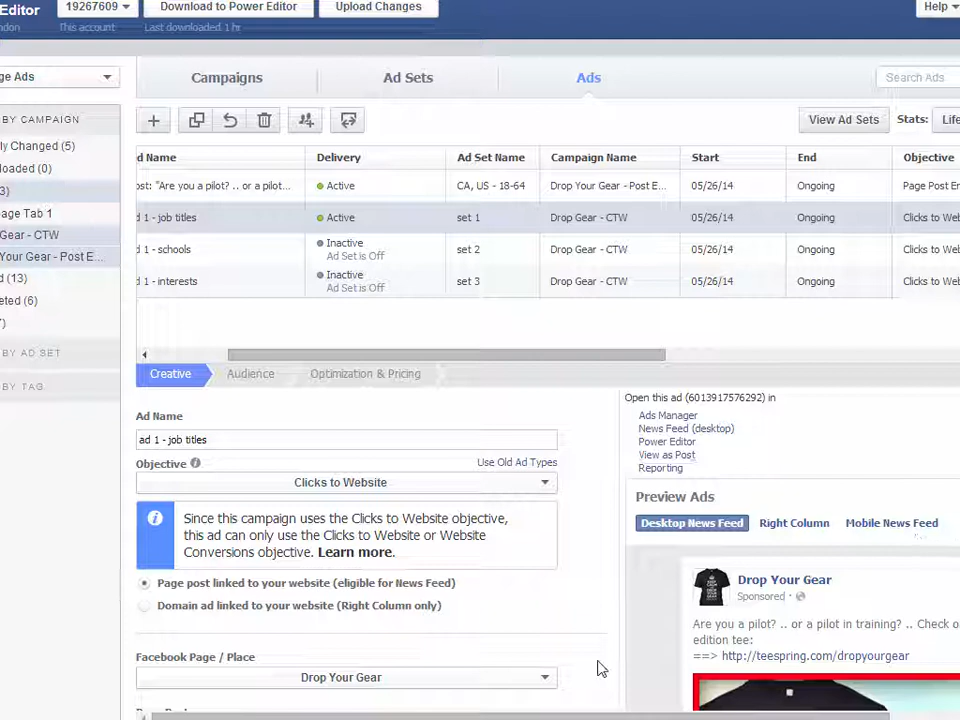 Editor
19267609
Download to Power Editor
Upload Changes
Help
ndon
This account
Last downloaded 1 hr
ge Ads
Campaigns
Ad Sets
Ads
Search Ads
BY CAMPAIGN
View Ad Sets
Stats:
Life
ly Changed (5)
loaded (0)
3)
age Tab 1
Gear - CTW
Your Gear - Post E...
d (13)
eted (6)
7)
BY AD SET
BY TAG
d Name
Delivery
Ad Set Name
Campaign Name
Start
End
Objective
ost: "Are you a pilot? .. or a pilot...
Active
CA, US - 18-64
Drop Your Gear - Post E...
05/26/14
Ongoing
Page Post En
d 1 - job titles
Active
set 1
Drop Gear - CTW
05/26/14
Ongoing
Clicks to Web
d 1 - schools
Inactive
Ad Set is Off
set 2
Drop Gear - CTW
05/26/14
Ongoing
Clicks to Web
d 1 - interests
Inactive
Ad Set is Off
set 3
Drop Gear - CTW
05/26/14
Ongoing
Clicks to Web
Creative
Audience
Optimization & Pricing
Ad Name
ad 1 - job titles
Objective
Use Old Ad Types
Clicks to Website
Since this campaign uses the Clicks to Website objective,
this ad can only use the Clicks to Website or Website
Conversions objective. Learn more.
Page post linked to your website (eligible for News Feed)
Domain ad linked to your website (Right Column only)
Facebook Page / Place
Drop Your Gear
Open this ad (6013917576292) in
Ads Manager
News Feed (desktop)
Power Editor
View as Post
Reporting
Preview Ads
Desktop News Feed
Right Column
Mobile News Feed
Drop Your Gear
Sponsored ·
Are you a pilot? .. or a pilot in training? .. Check o
edition tee:
==> http://teespring.com/dropyourgear